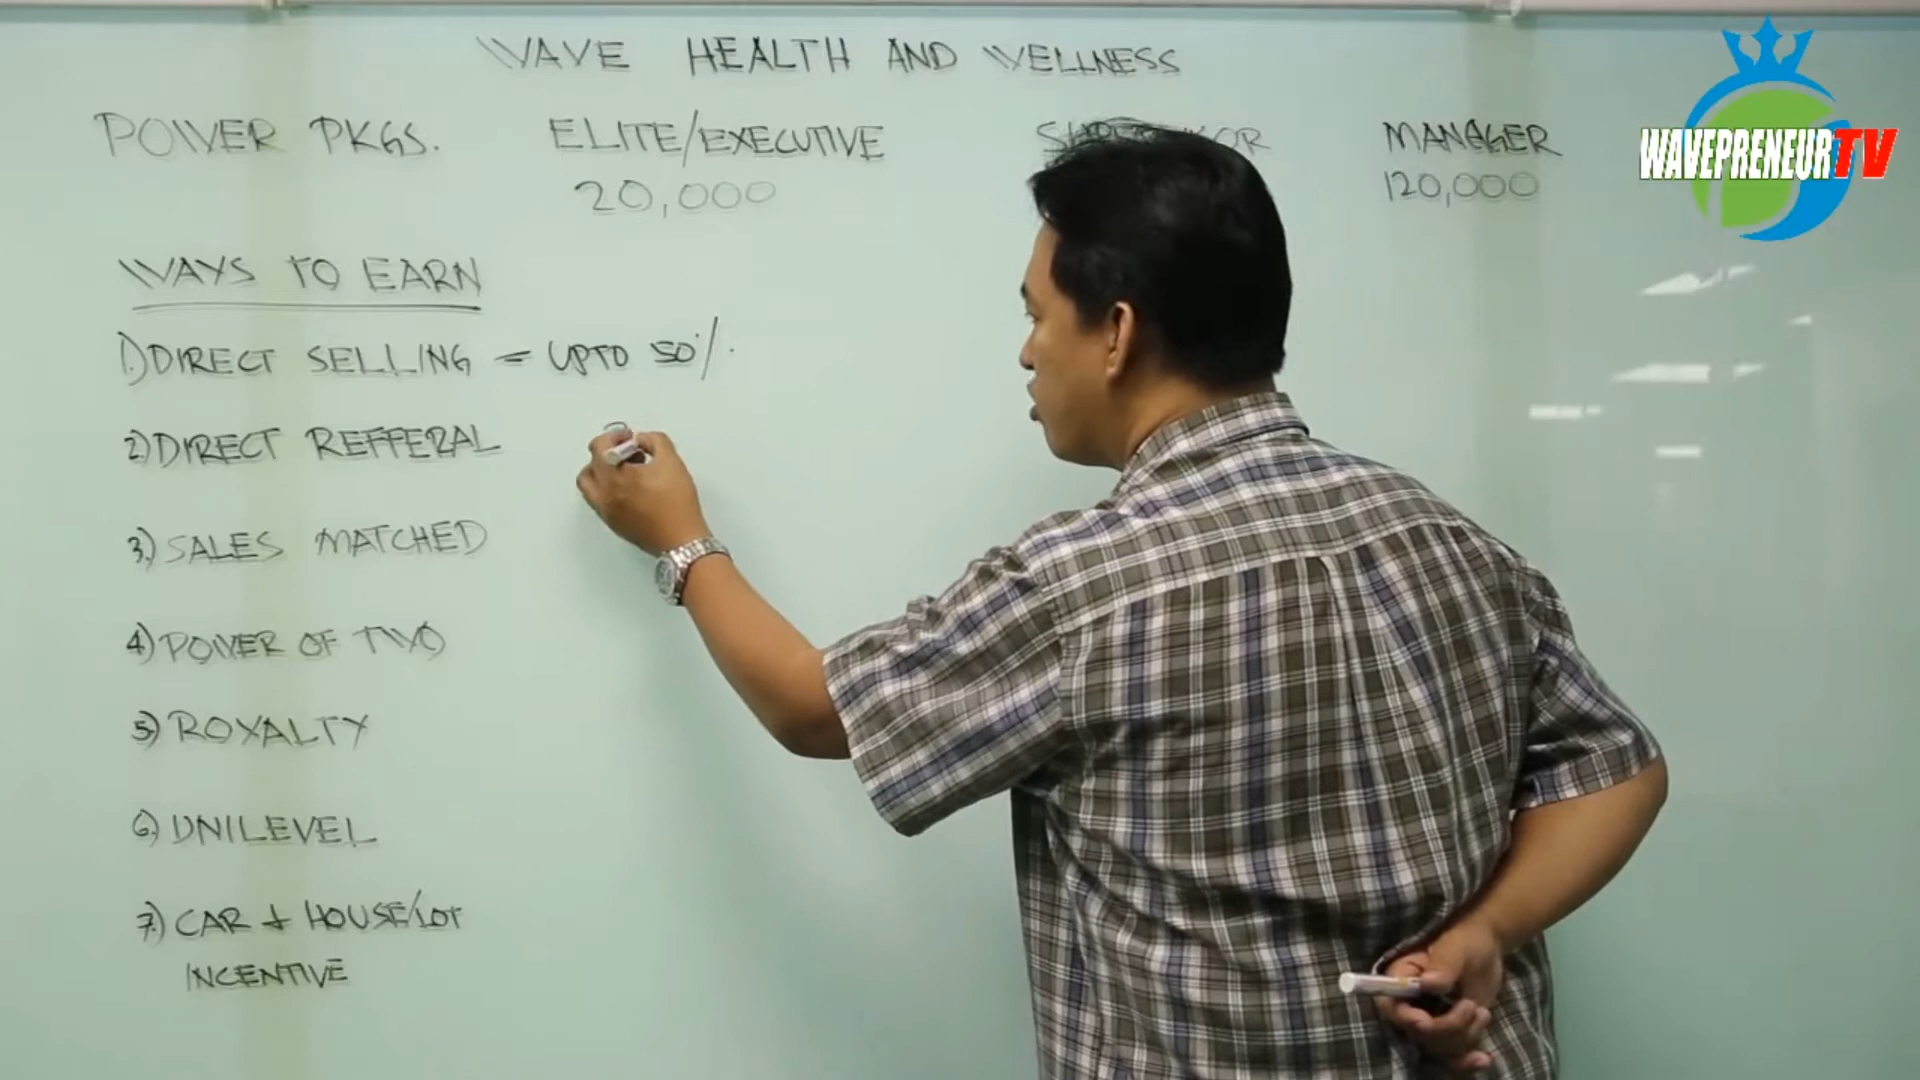 WAVE HEALTH AND WELLNESS
POWER PKGS. ELITE/EXECUTIVE MANAGER
20,000 120,000
WAYS TO EARN
1.) DIRECT SELLING = UPTO 50%.
2) DIRECT REFFERAL
3.) SALES MATCHED
4) POWER OF TWO
5) ROYALTY
6) UNILEVEL
7.) CAR + HOUSE/LOT
INCENTIVE
WAVEPRENEURTV